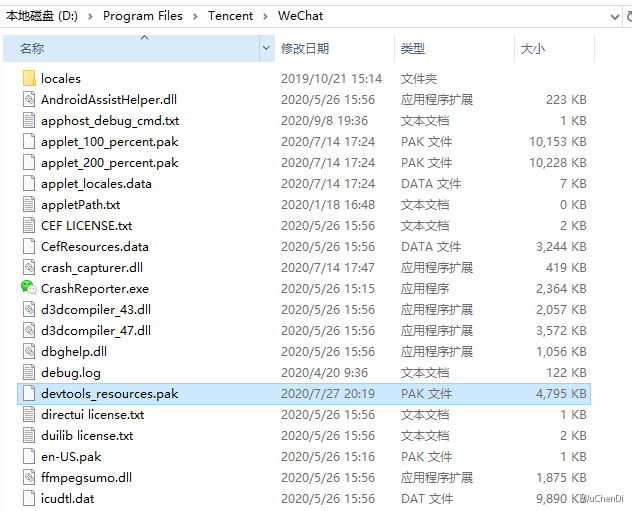 本地磁盘 (D:) > Program Files > Tencent > WeChat
名称 修改日期 类型 大小
locales 2019/10/21 15:14 文件夹
AndroidAssistHelper.dll 2020/5/26 15:56 应用程序扩展 223 KB
apphost_debug_cmd.txt 2020/9/8 19:36 文本文档 1 KB
applet_100_percent.pak 2020/7/14 17:24 PAK 文件 10,153 KB
applet_200_percent.pak 2020/7/14 17:24 PAK 文件 10,228 KB
applet_locales.data 2020/7/14 17:24 DATA 文件 7 KB
appletPath.txt 2020/1/18 16:48 文本文档 0 KB
CEF LICENSE.txt 2020/5/26 15:56 文本文档 2 KB
CefResources.data 2020/5/26 15:56 DATA 文件 3,244 KB
crash_capturer.dll 2020/7/14 17:47 应用程序扩展 419 KB
CrashReporter.exe 2020/5/26 15:15 应用程序 2,364 KB
d3dcompiler_43.dll 2020/5/26 15:56 应用程序扩展 2,057 KB
d3dcompiler_47.dll 2020/5/26 15:56 应用程序扩展 3,572 KB
dbghelp.dll 2020/5/26 15:56 应用程序扩展 1,056 KB
debug.log 2020/4/20 9:36 文本文档 122 KB
devtools_resources.pak 2020/7/27 20:19 PAK 文件 4,795 KB
directui license.txt 2020/5/26 15:56 文本文档 1 KB
duilib license.txt 2020/5/26 15:56 文本文档 2 KB
en-US.pak 2020/5/26 15:16 PAK 文件 1 KB
ffmpegsumo.dll 2020/5/26 15:56 应用程序扩展 1,875 KB
icudtl.dat 2020/5/26 15:56 DAT 文件 9,890 KB
WuChenDi